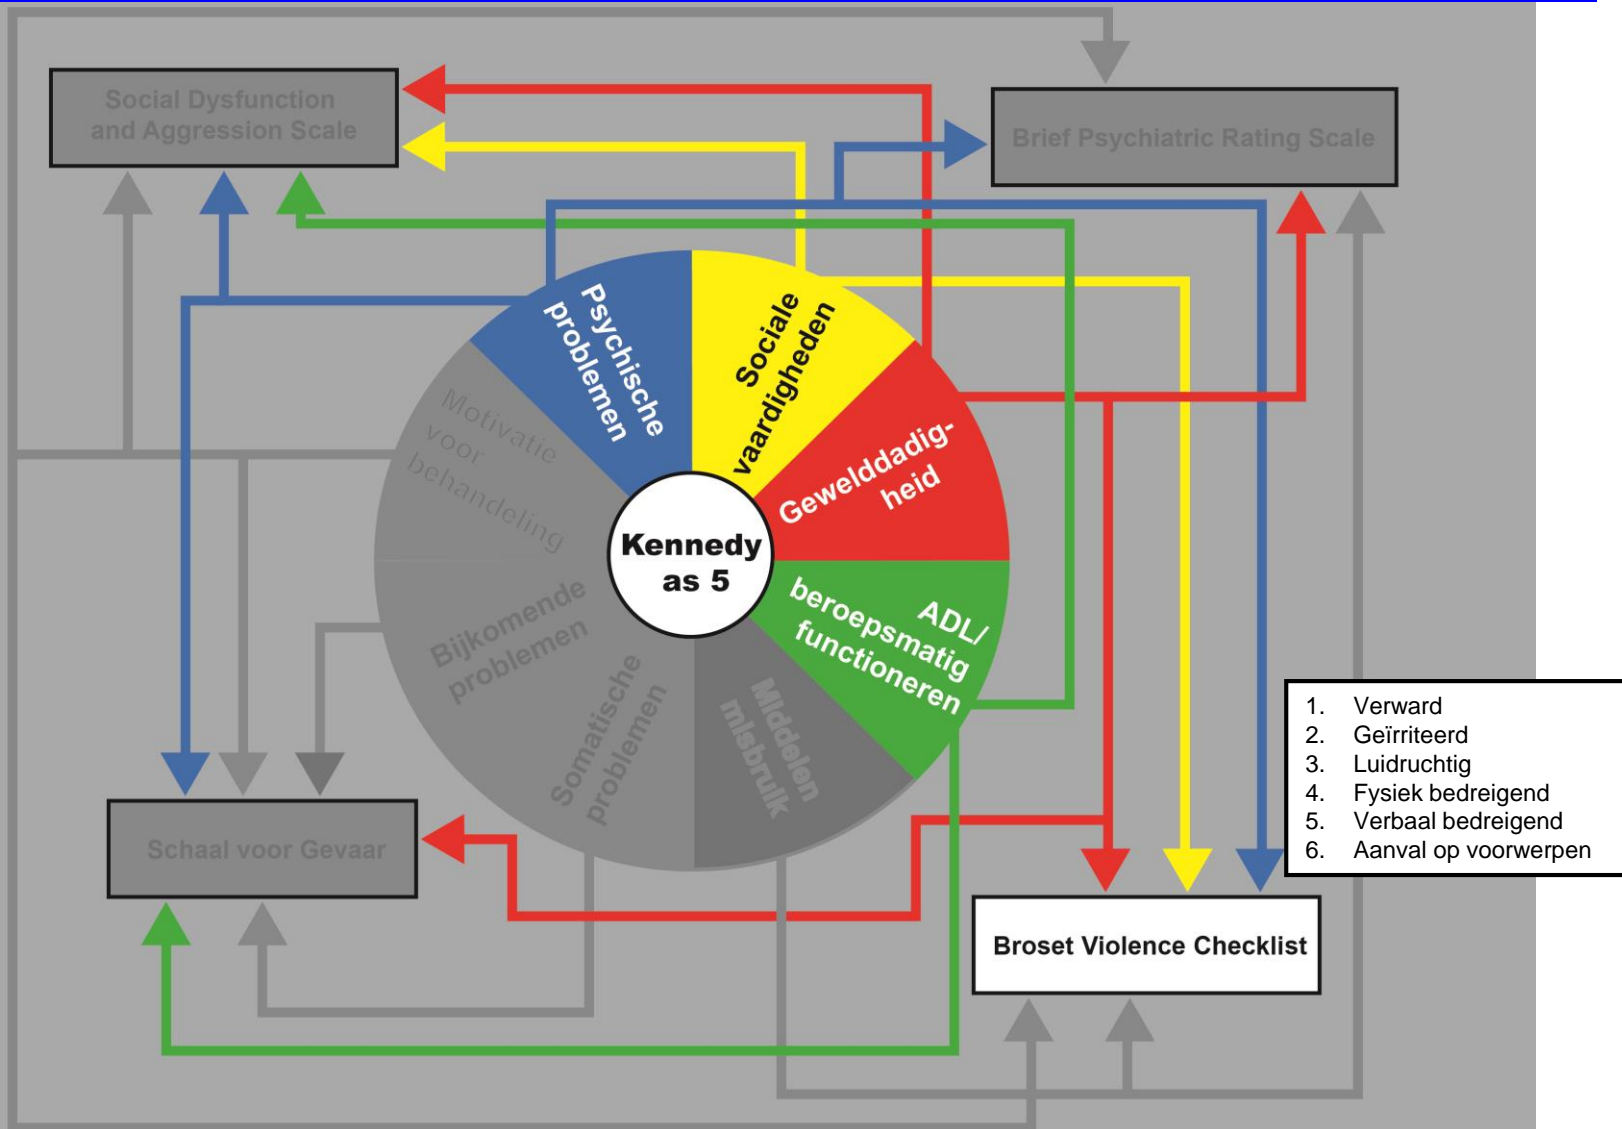 Social Dysfunction
and Aggression Scale
Brief Psychiatric Rating Scale
Psychische
problemen
Sociale
vaardigheden
Motivatie
voor
behandeling
Gewelddadig-
heid
Kennedy
as 5
ADL/
beroepsmatig
functioneren
Bijkomende
problemen
Somatische
problemen
Middelen
misbruik
1. Verward
2. Geïrriteerd
3. Luidruchtig
4. Fysiek bedreigend
5. Verbaal bedreigend
6. Aanval op voorwerpen
Schaal voor Gevaar
Broset Violence Checklist